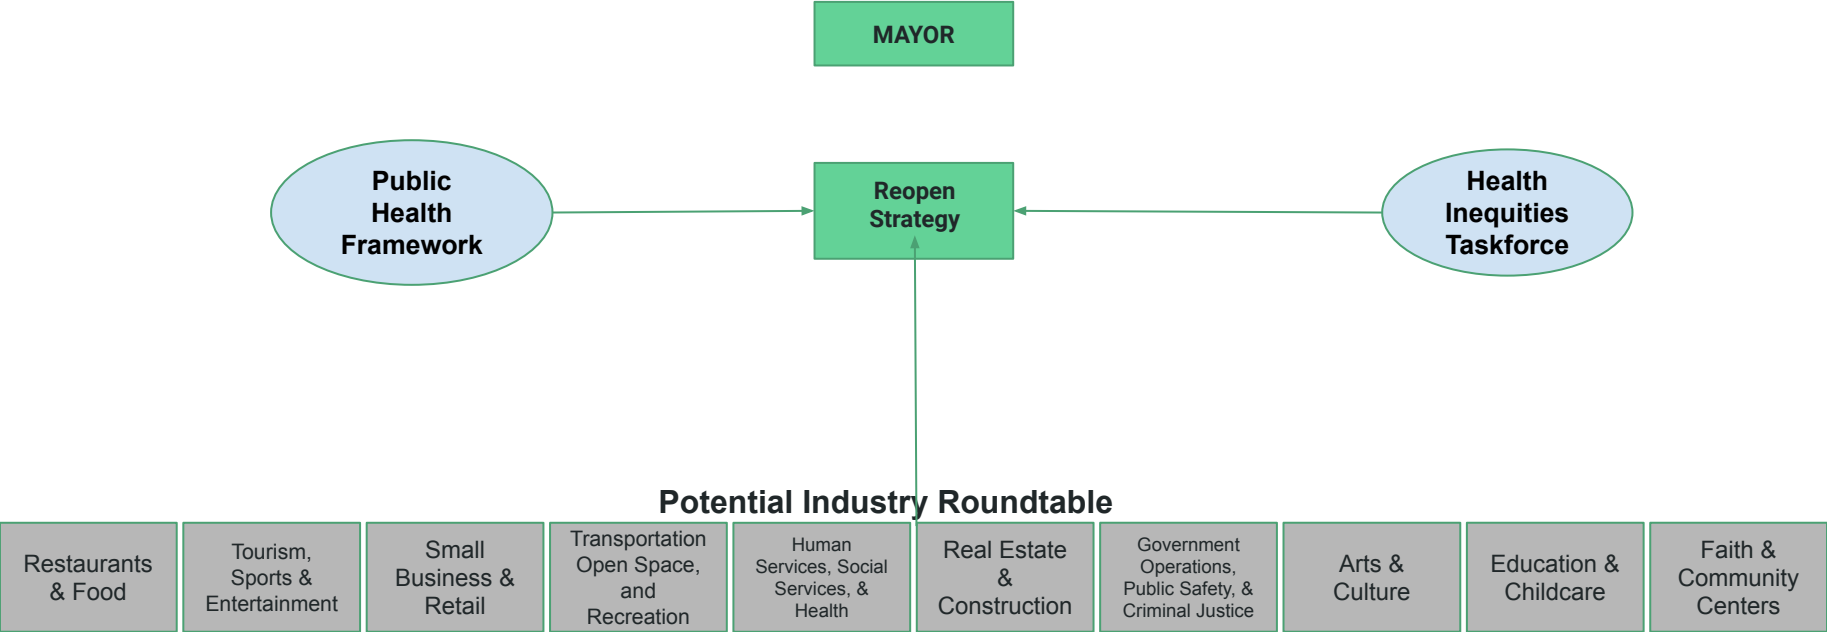 MAYOR
Public
Health
Framework
Reopen
Strategy
Health
Inequities
Taskforce
Potential Industry Roundtable
Restaurants
& Food
Tourism,
Sports &
Entertainment
Small
Business &
Retail
Transportation
Open Space,
and
Recreation
Human
Services, Social
Services, &
Health
Real Estate
&
Construction
Government
Operations,
Public Safety, &
Criminal Justice
Arts &
Culture
Education &
Childcare
Faith &
Community
Centers